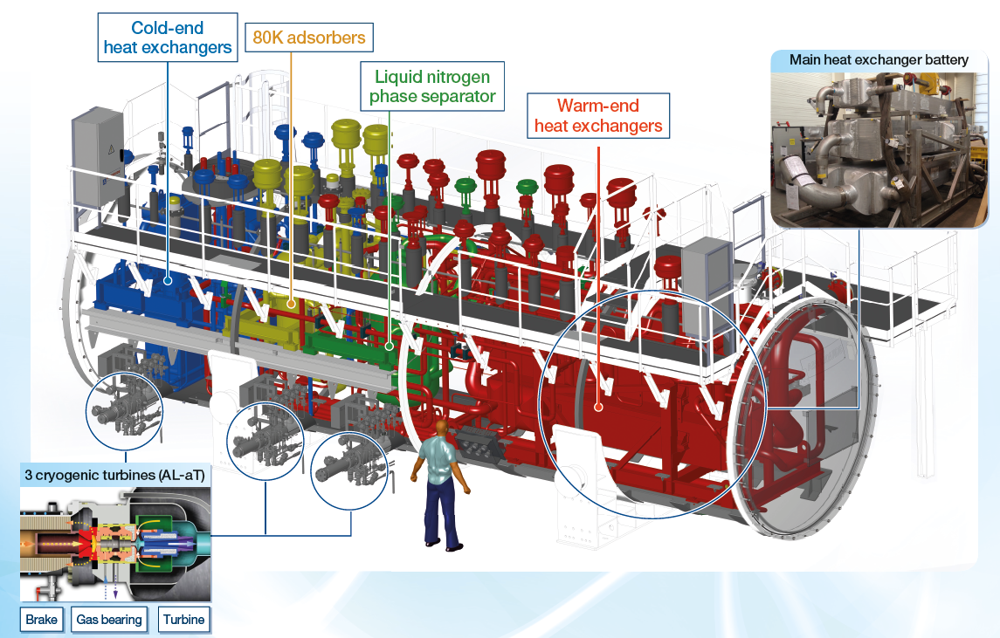 Cold-end
heat exchangers
80K adsorbers
Liquid nitrogen
phase separator
Warm-end
heat exchangers
Main heat exchanger battery
3 cryogenic turbines (AL-aT)
Brake
Gas bearing
Turbine